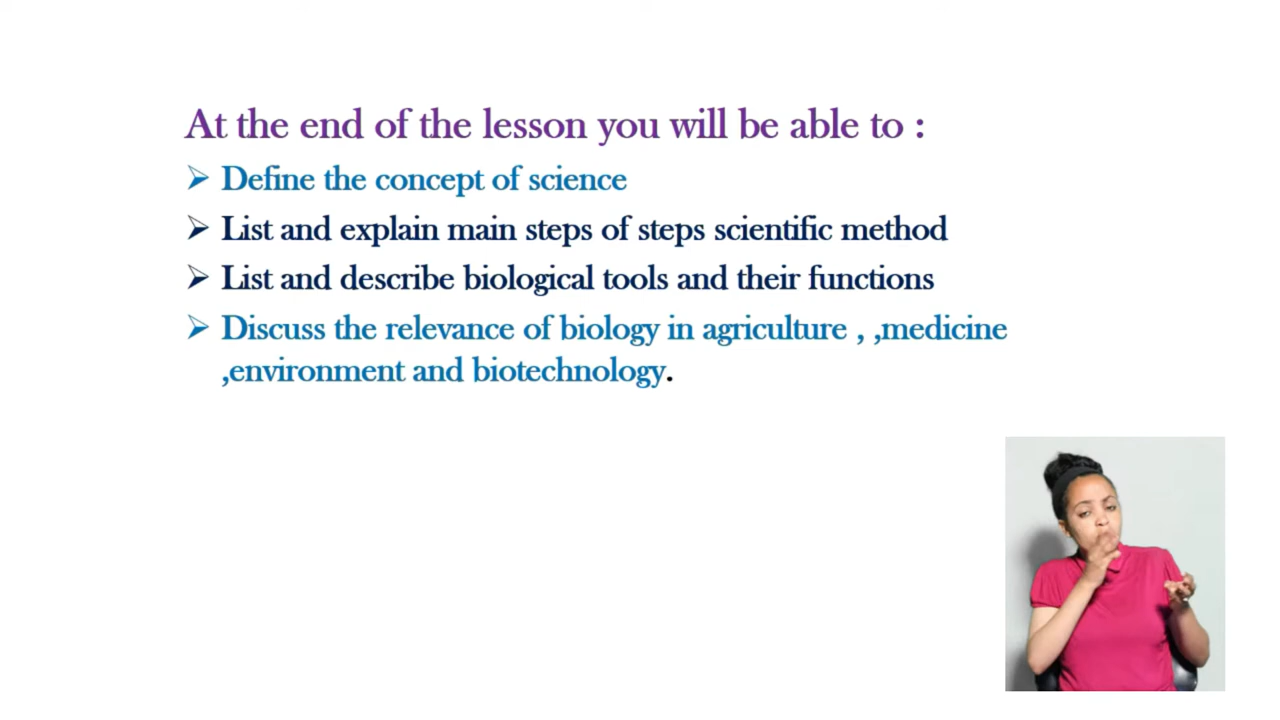 At the end of the lesson you will be able to :
➢ Define the concept of science
➢ List and explain main steps of steps scientific method
➢ List and describe biological tools and their functions
➢ Discuss the relevance of biology in agriculture , ,medicine
,environment and biotechnology.